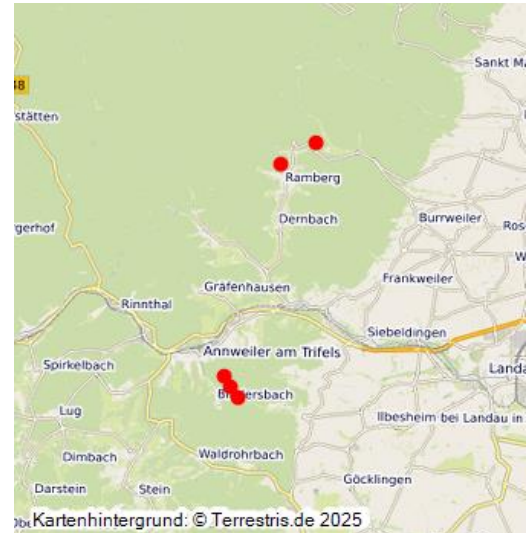 Sankt Ma
48
stätten
Ramberg
Dernbach
Burrweiler
Ros
gerhof
W
Gräfenhausen
Frankweiler
Rinnthal
Siebeldingen
Annweiler am Trifels
Landa
Spirkelbach
Lug
Ilbesheim bei Landau in
Dimbach
Waldrohrbach
Göcklingen
Darstein
Stein
Kartenhintergrund: © Terrestris.de 2025